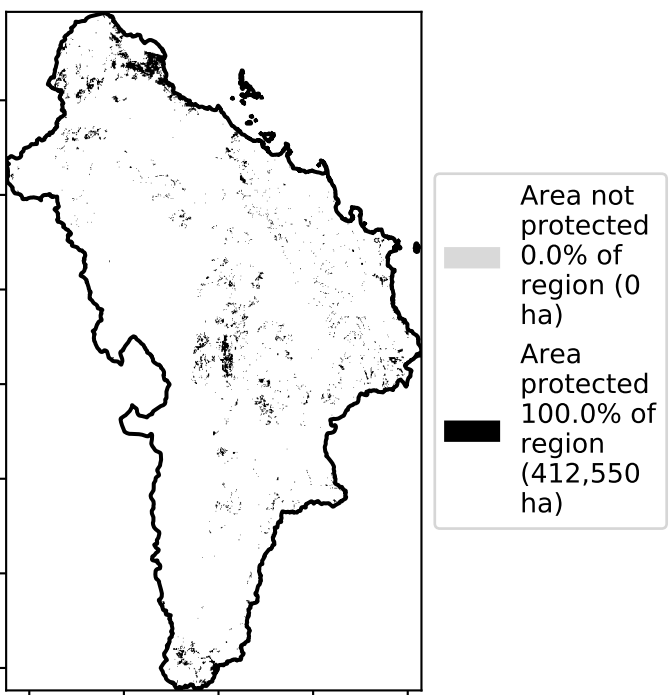 Area not
protected
0.0% of
region (0
ha)
Area
protected
100.0% of
region
(412,550
ha)